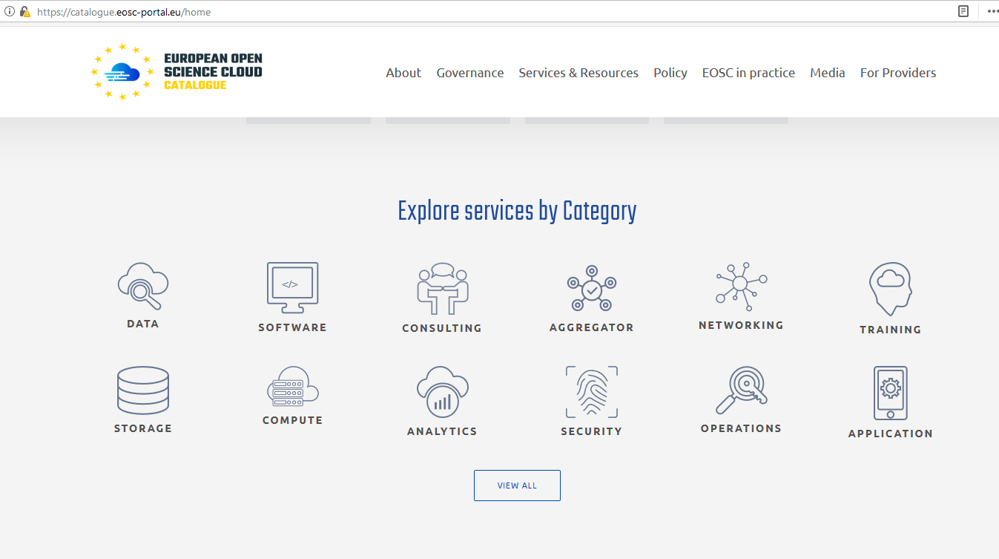 https://catalogue.eosc-portal.eu/home
EUROPEAN OPEN
SCIENCE CLOUD
CATALOGUE
About Governance Services & Resources Policy EOSC in practice Media For Providers
Explore services by Category
</>
DATA SOFTWARE CONSULTING AGGREGATOR NETWORKING TRAINING
STORAGE COMPUTE ANALYTICS SECURITY OPERATIONS APPLICATION
VIEW ALL